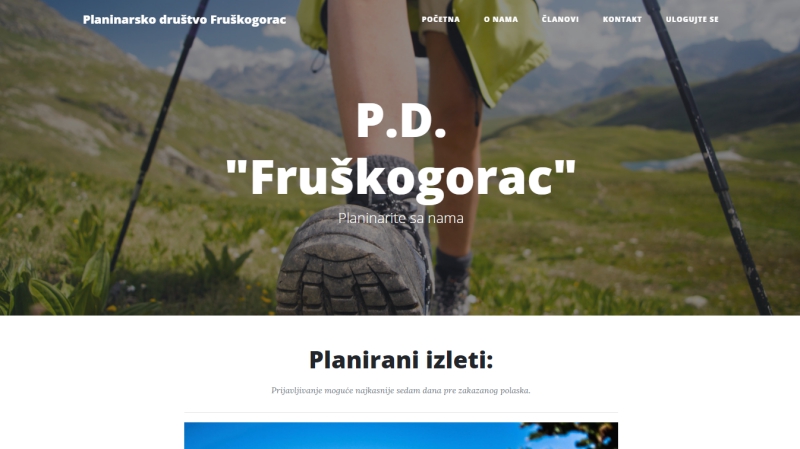 Planinarsko društvo Fruškogorac
POČETNA
O NAMA
ČLANOVI
KONTAKT
ULOGUJTE SE
P.D.
"Fruškogorac"
Planinarite sa nama
Planirani izleti:
Prijavljivanje moguće najkasnije sedam dana pre zakazanog polaska.